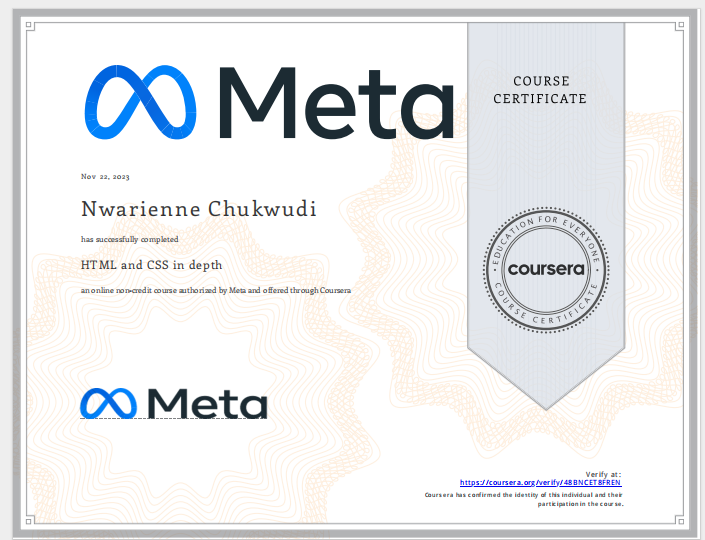 Meta
COURSE
CERTIFICATE
Nov 22, 2023
Nwarienne Chukwudi
has successfully completed
HTML and CSS in depth
an online non-credit course authorized by Meta and offered through Coursera
EDUCATION FOR EVERYONE
coursera
COURSE CERTIFICATE
Meta
Verify at:
https://coursera.org/verify/48BNCET8FREN
Coursera has confirmed the identity of this individual and their
participation in the course.